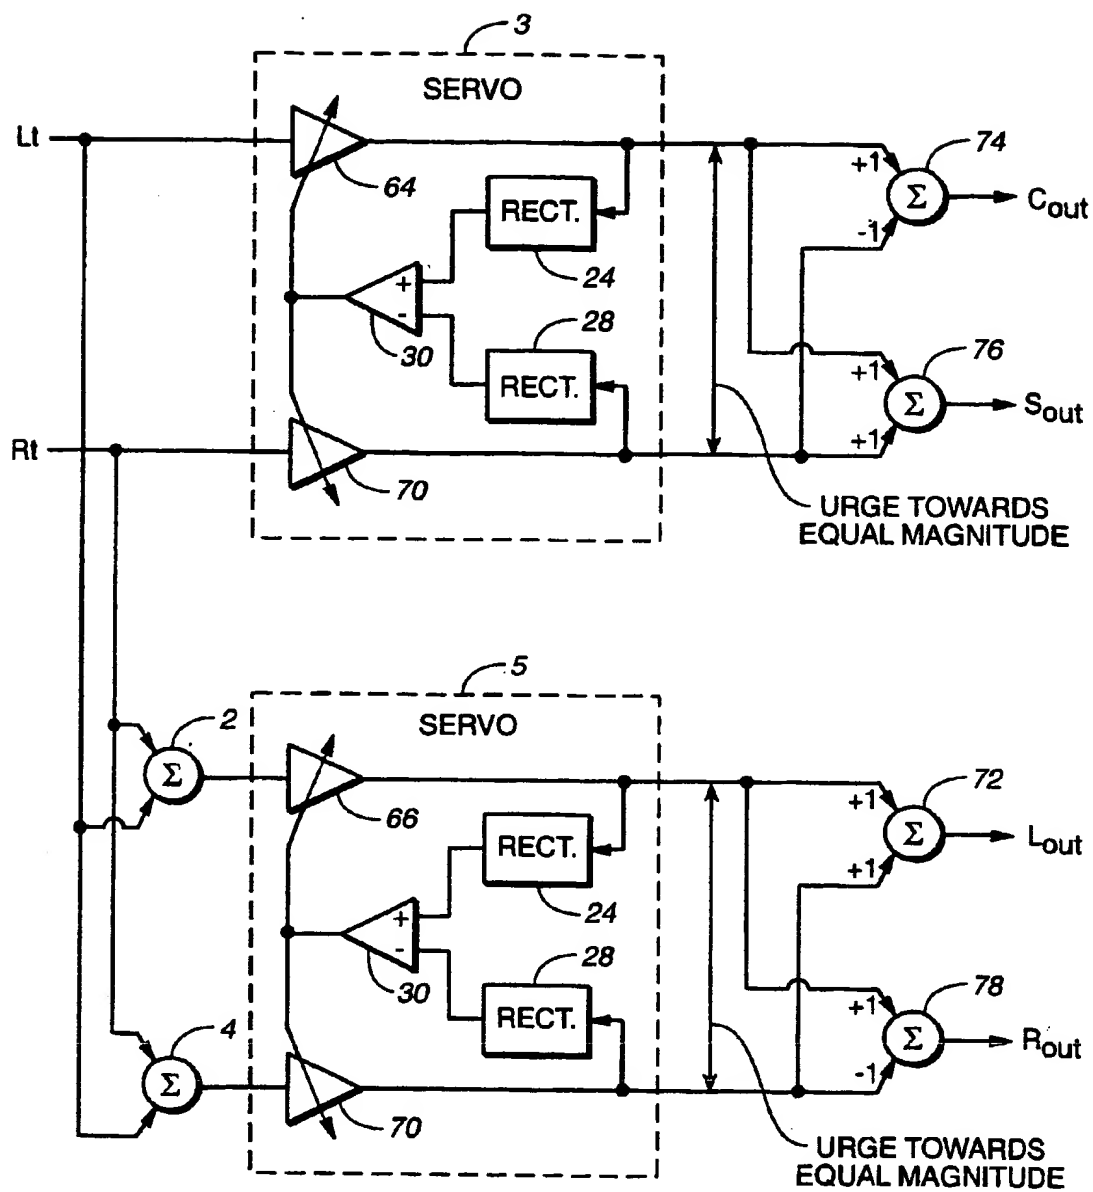 3
SERVO
Lt
64
RECT.
24
+
-
30
28
RECT.
Rt
70
+1
74
Σ
-1
Cout
76
+1
Σ
+1
Sout
URGE TOWARDS
EQUAL MAGNITUDE
5
SERVO
2
Σ
66
RECT.
24
+
-
30
28
RECT.
4
Σ
70
72
+1
Σ
+1
Lout
78
+1
Σ
-1
Rout
URGE TOWARDS
EQUAL MAGNITUDE